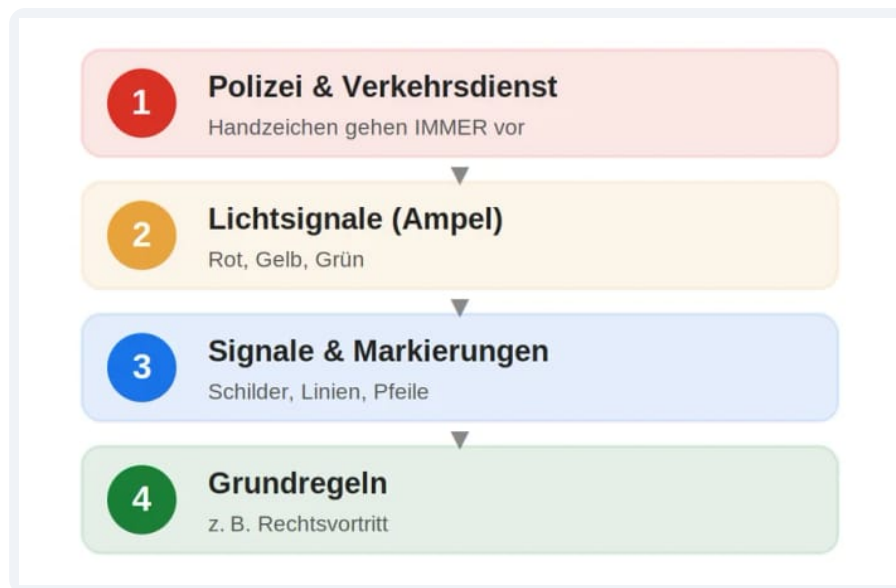 1
Polizei & Verkehrsdienst
Handzeichen gehen IMMER vor
2
Lichtsignale (Ampel)
Rot, Gelb, Grün
3
Signale & Markierungen
Schilder, Linien, Pfeile
4
Grundregeln
z. B. Rechtsvortritt